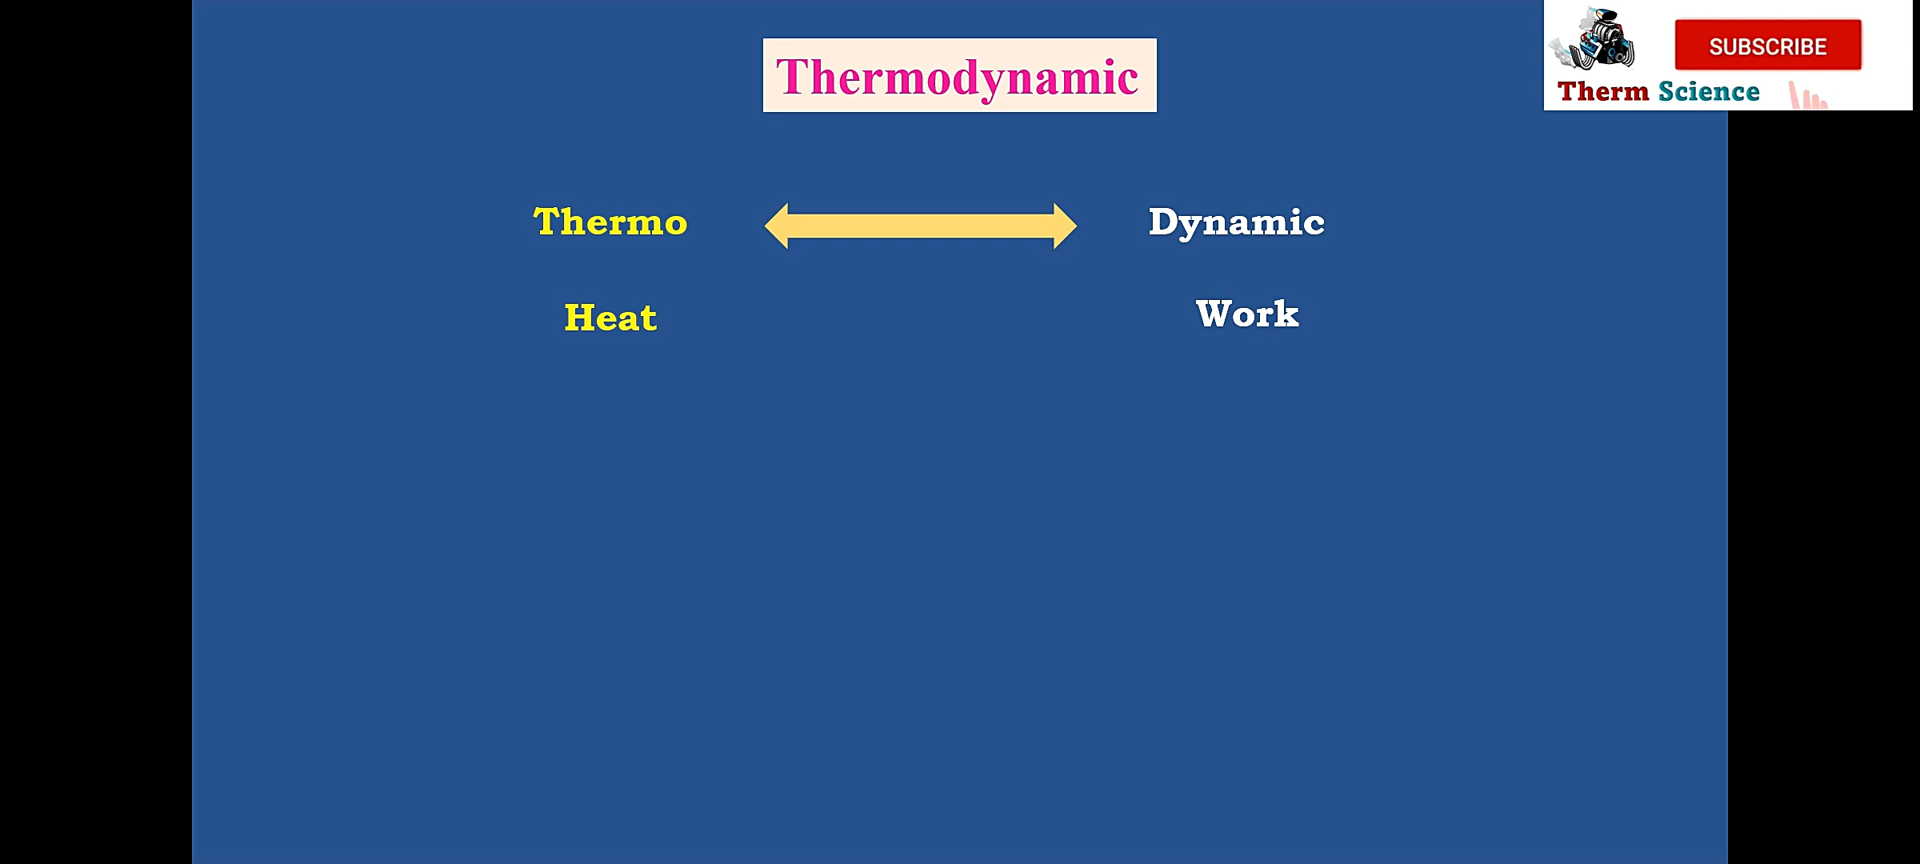 Thermodynamic
SUBSCRIBE
Therm Science
Thermo Dynamic
Heat Work